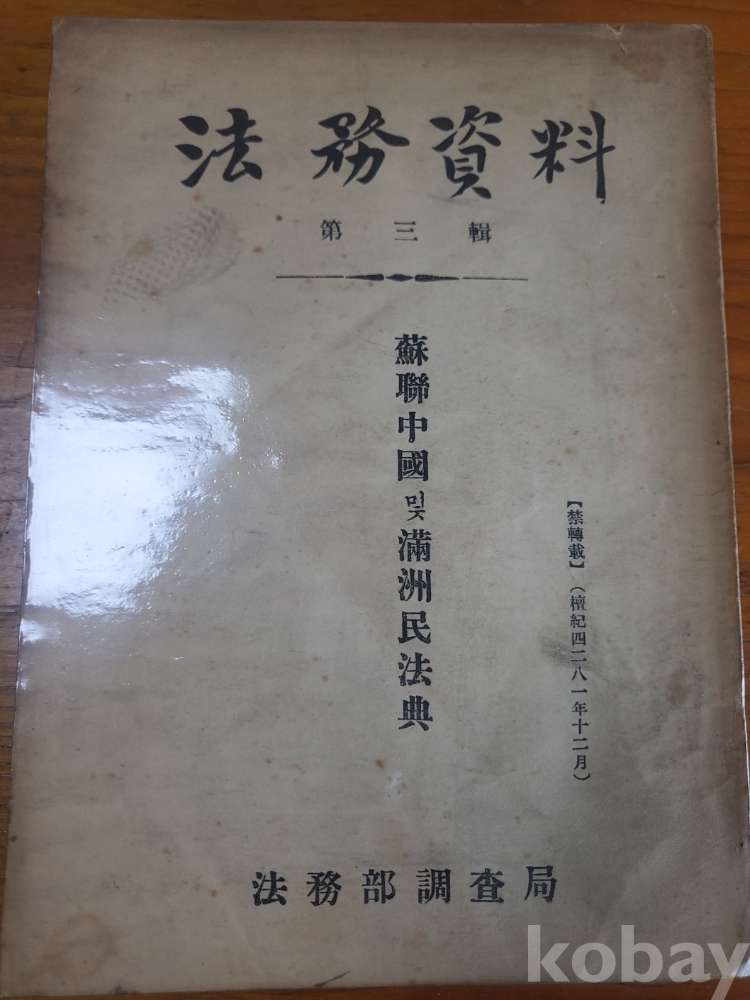 法務資料
第三輯
蘇聯中國및滿洲民法典
【禁轉載】(檀紀四二八一年十二月)
法務部調査局
kobay